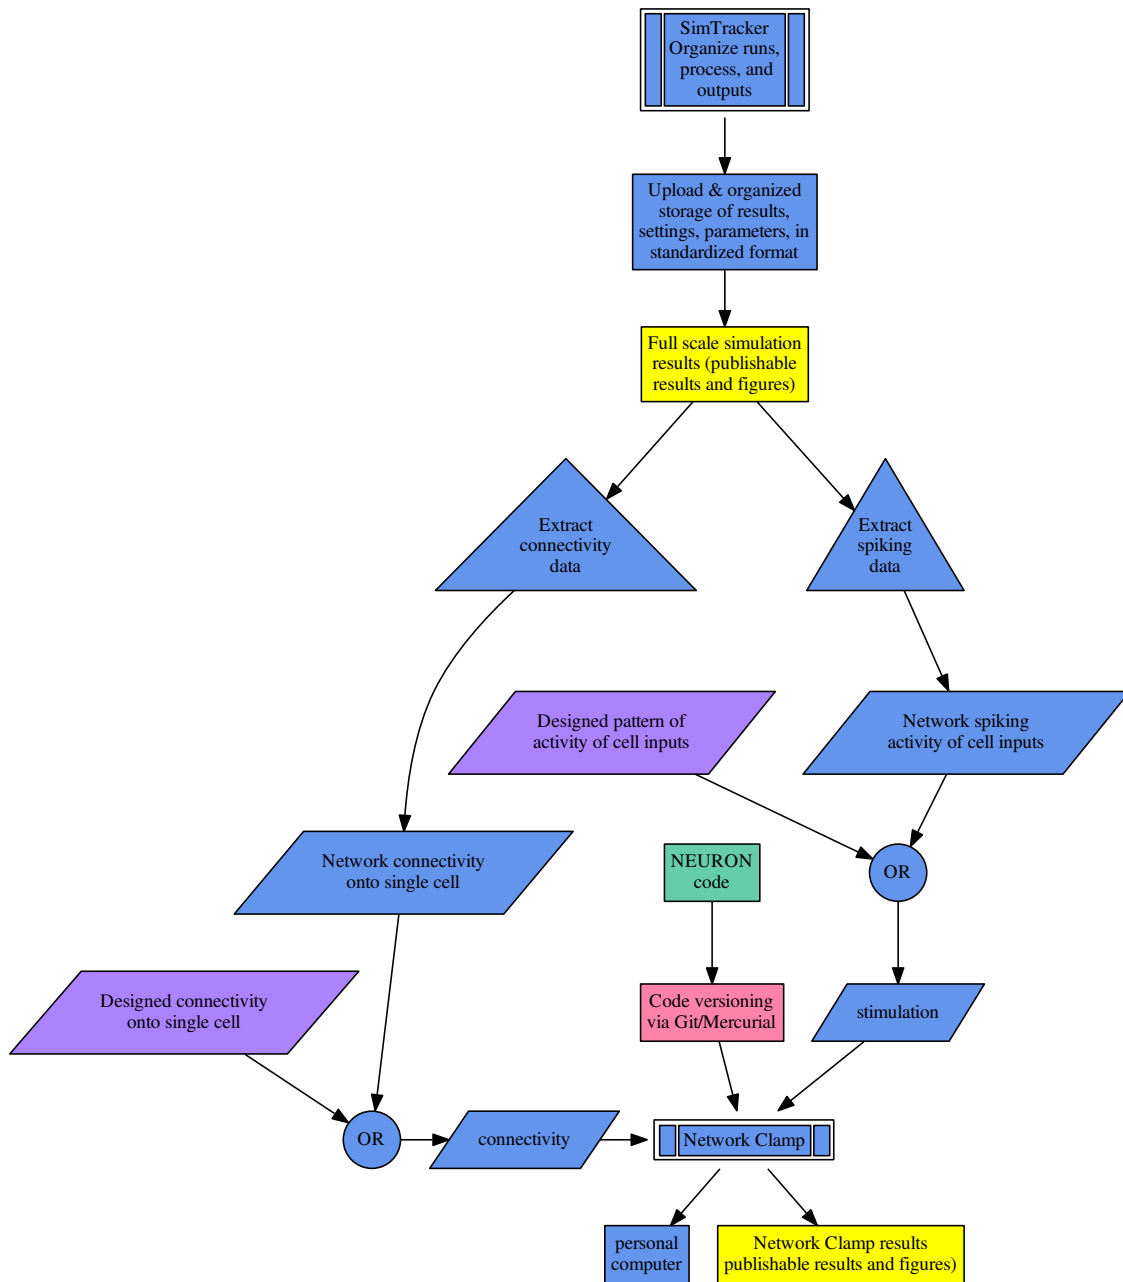 SimTracker
Organize runs,
process, and
outputs
Upload & organized
storage of results,
settings, parameters, in
standardized format
Full scale simulation
results (publishable
results and figures)
Extract
connectivity
data
Extract
spiking
data
Designed pattern of
activity of cell inputs
Network spiking
activity of cell inputs
Network connectivity
onto single cell
NEURON
code
OR
Designed connectivity
onto single cell
Code versioning
via Git/Mercurial
stimulation
OR
connectivity
Network Clamp
personal
computer
Network Clamp results
publishable results and figures)